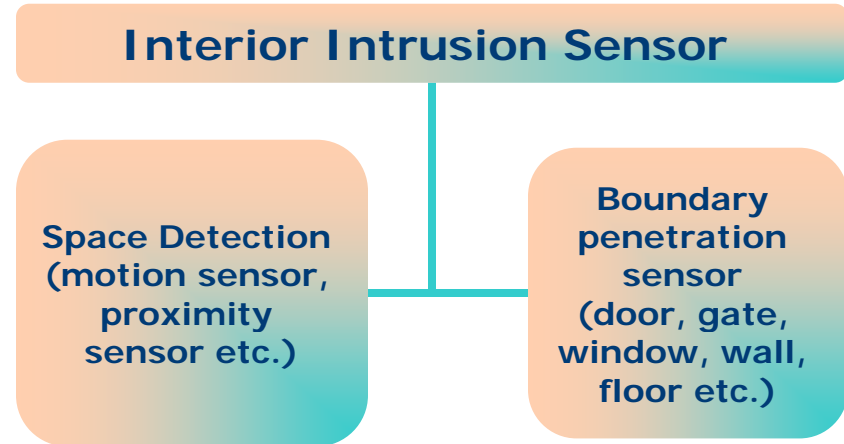 Interior Intrusion Sensor
Space Detection
(motion sensor,
proximity
sensor etc.)
Boundary
penetration
sensor
(door, gate,
window, wall,
floor etc.)